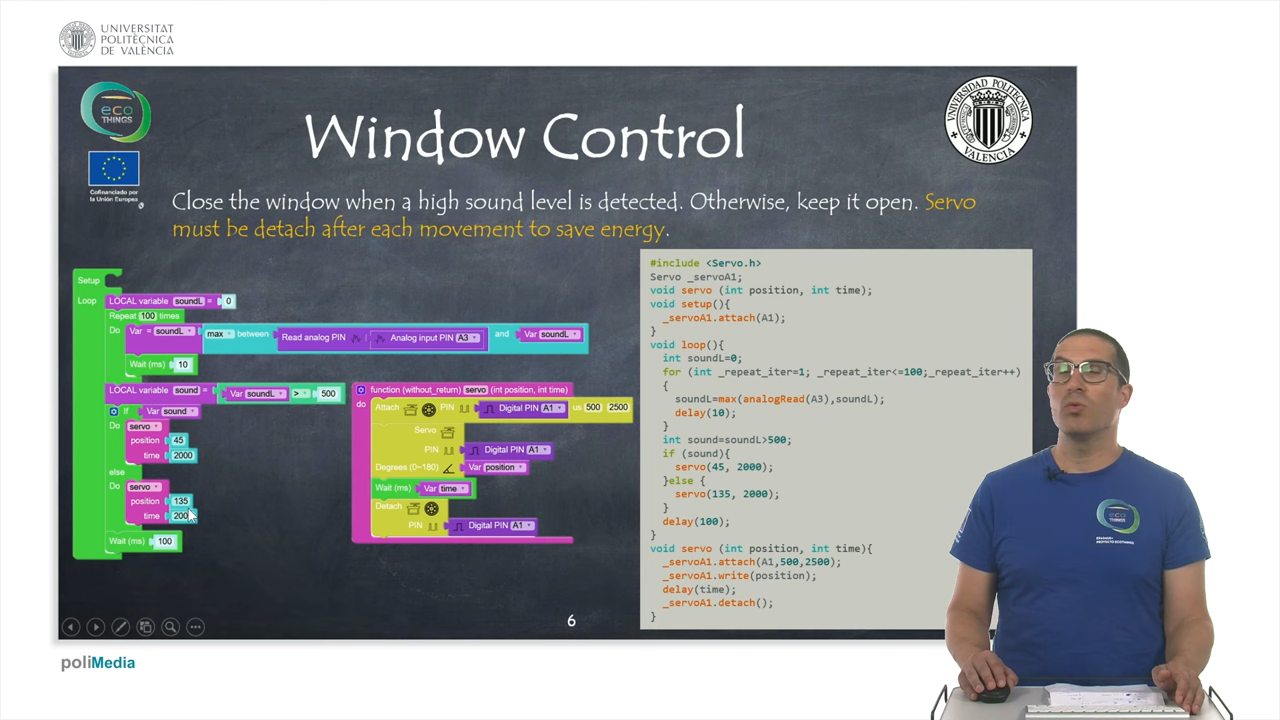 UNIVERSITAT
POLITÈCNICA
DE VALÈNCIA
eco
THINGS
Cofinanciado por
la Unión Europea
Window Control
UNIVERSIDAD POLITECNICA
VALENCIA
Close the window when a high sound level is detected. Otherwise, keep it open. Servo
must be detach after each movement to save energy.
Setup
Loop
LOCAL variable soundL = 0
Repeat 100 times
Do Var = soundL max between Read analog PIN Analog input PIN A3 and Var soundL
Wait (ms) 10
LOCAL variable sound = Var soundL > 500
if Var sound
Do servo
position 45
time 2000
else
Do servo
position 135
time 200
Wait (ms) 100
function (without_return) servo (int position, int time)
do
Attach PIN Digital PIN A1 us 500 2500
Servo
PIN Digital PIN A1
Degrees (0~180) Var position
Wait (ms) Var time
Detach
PIN Digital PIN A1
#include <Servo.h>
Servo _servoA1;
void servo (int position, int time);
void setup(){
_servoA1.attach(A1);
}
void loop(){
int soundL=0;
for (int _repeat_iter=1; _repeat_iter<=100;_repeat_iter++)
{
soundL=max(analogRead(A3),soundL);
delay(10);
}
int sound=soundL>500;
if (sound){
servo(45, 2000);
}else {
servo(135, 2000);
}
delay(100);
}
void servo (int position, int time){
_servoA1.attach(A1,500,2500);
_servoA1.write(position);
delay(time);
_servoA1.detach();
}
6
eco
THINGS
poliMedia